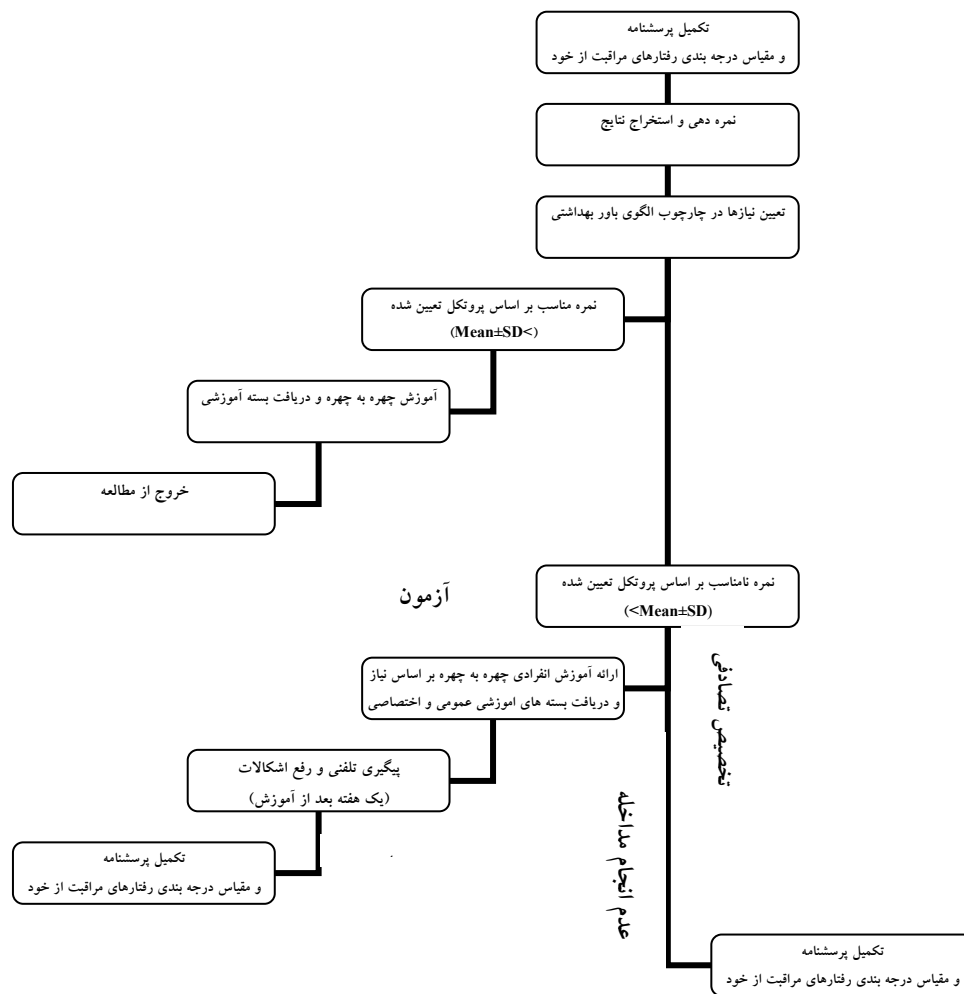 تکمیل پرسشنامه
و مقیاس درجه بندی رفتارهای مراقبت از خود
نمره دهی و استخراج نتایج
تعیین نیازها در چارچوب الگوی باور بهداشتی
نمره مناسب بر اساس پروتکل تعیین شده
(Mean±SD<)
آموزش چهره به چهره و دریافت بسته آموزشی
خروج از مطالعه
نمره نامناسب بر اساس پروتکل تعیین شده
(<Mean±SD)
آزمون
تخصیص تصادفی
ارائه آموزش انفرادی چهره به چهره بر اساس نیاز
و دریافت بسته های اموزشی عمومی و اختصاصی
پیگیری تلفنی و رفع اشکالات
(یک هفته بعد از آموزش)
تکمیل پرسشنامه
و مقیاس درجه بندی رفتارهای مراقبت از خود
عدم انجام مداخله
تکمیل پرسشنامه
و مقیاس درجه بندی رفتارهای مراقبت از خود